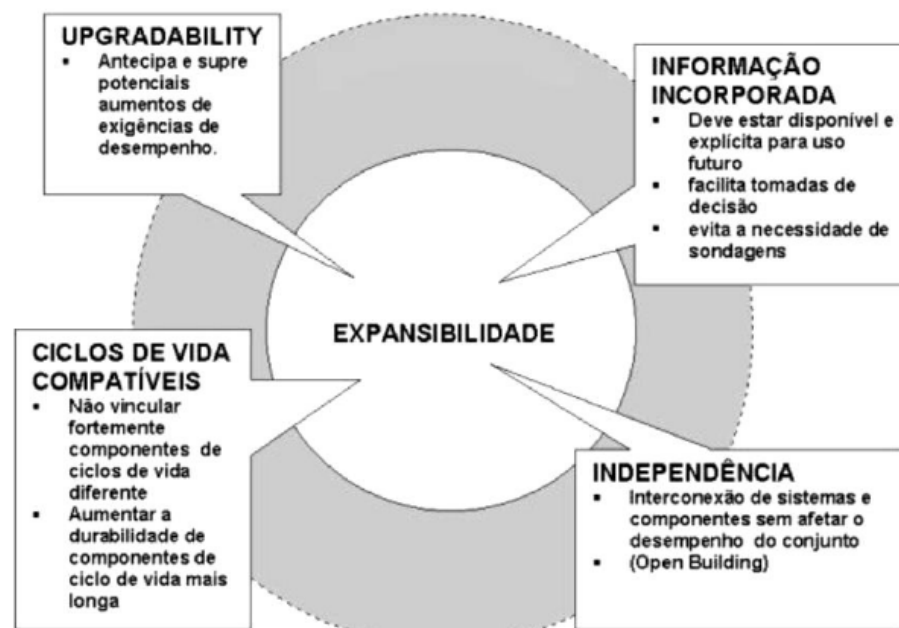 UPGRADABILITY
▪ Antecipa e supre
potenciais
aumentos de
exigências de
desempenho.
INFORMAÇÃO
INCORPORADA
▪ Deve estar disponível e
explícita para uso
futuro
▪ facilita tomadas de
decisão
▪ evita a necessidade de
sondagens
EXPANSIBILIDADE
CICLOS DE VIDA
COMPATÍVEIS
▪ Não vincular
fortemente
componentes de
ciclos de vida
diferente
▪ Aumentar a
durabilidade de
componentes de
ciclo de vida mais
longa
INDEPENDÊNCIA
▪ Interconexão de sistemas e
componentes sem afetar o
desempenho do conjunto
▪ (Open Building)